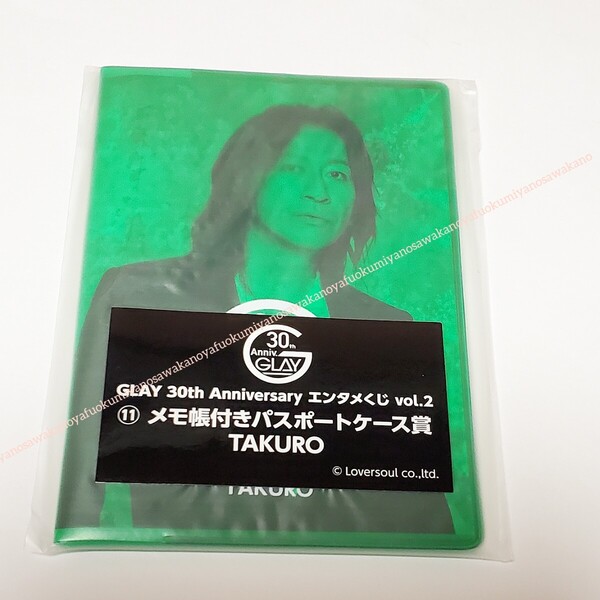 30th
Anniv.
GLAY
GLAY 30th Anniversary エンタメくじ vol.2
⑪ メモ帳付きパスポートケース賞
TAKURO
© Loversoul co.,ltd.
TAKURO
yafuokumiyanosawakanoyafuokumiyanosawakanoyafuokumiyanosawakano